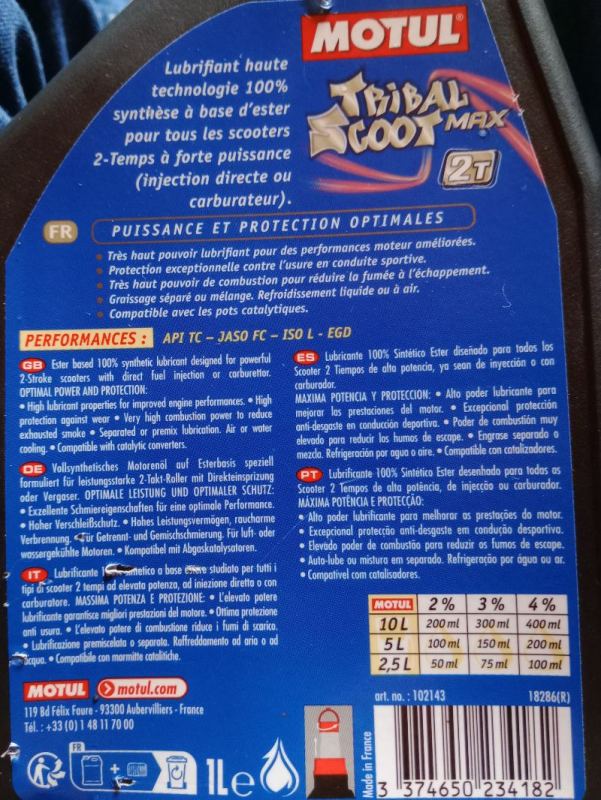 MOTUL
Lubrifiant haute
technologie 100%
synthèse à base d'ester
pour tous les scooters
2-Temps à forte puissance
(injection directe ou
carburateur).
TRIBAL
SCOOT MAX
2T
FR PUISSANCE ET PROTECTION OPTIMALES
• Très haut pouvoir lubrifiant pour des performances moteur améliorées.
• Protection exceptionnelle contre l'usure en conduite sportive.
• Très haut pouvoir de combustion pour réduire la fumée à l'échappement.
• Graissage séparé ou mélange. Refroidissement liquide ou à air.
• Compatible avec les pots catalytiques.
PERFORMANCES : API TC – JASO FC – ISO L - EGD
GB Ester based 100% synthetic lubricant designed for powerful
2-Stroke scooters with direct fuel injection or carburettor.
OPTIMAL POWER AND PROTECTION:
• High lubricant properties for improved engine performances. • High
protection against wear • Very high combustion power to reduce
exhausted smoke • Separated or premix lubrication. Air or water
cooling. • Compatible with catalytic converters.
DE Vollsynthetisches Motorenöl auf Esterbasis speziell
formuliert für leistungsstarke 2-Takt-Roller mit Direkteinsprizung
oder Vergaser. OPTIMALE LEISTUNG UND OPTIMALER SCHUTZ:
• Exzellente Schmiereigenschaften für eine optimale Performance.
• Hoher Verschleißschutz. • Hohes Leistungsvermögen, raucharme
Verbrennung. • Für Getrennt- und Gemischschmierung. Für luft- oder
wassergekühlte Motoren. • Kompatibel mit Abgaskatalysatoren.
IT Lubrificante a base estere studiato per tutti i
tipi di scooter 2 tempi ad elevata potenza, ad iniezione diretta o con
carburatore. MASSIMA POTENZA E PROTEZIONE: • L'elevato potere
lubrificante garantisce migliori prestazioni del motore. • Ottima protezione
anti usura. • L'elevato potere di combustione riduce i fumi di scarico.
• Lubrificazione premiscelata o separata. Raffreddamento ad aria o ad
acqua. • Compatibile con marmitte catalitiche.
ES Lubricante 100% Sintético Ester diseñado para todos los
Scooter 2 Tiempos de alta potencia, ya sean de inyección o con
carburador.
MAXIMA POTENCIA Y PROTECCION: • Alto poder lubricante para
mejorar las prestaciones del motor. • Excepcional protección
anti-desgaste en conducción deportiva. • Poder de combustión muy
elevado para reducir los humos de escape. • Engrase separado o
mezcla. Refrigeración por agua o aire. • Compatible con catalizadores.
PT Lubrificante 100% Sintético Ester desenhado para todas as
Scooter 2 Tempos de alta potência, de injecção ou carburador.
MÁXIMA POTÊNCIA E PROTECÇÃO:
• Alto poder lubrificante para melhorar as prestações do motor.
• Excepcional protecção anti-desgaste em condução desportiva.
• Elevado poder de combustão para reduzir os fumos de escape.
• Auto-lube ou mistura em separado. Refrigeração por água ou ar.
• Compatível com catalisadores.
MOTUL 2 % 3 % 4 %
10 L 200 ml 300 ml 400 ml
5 L 100 ml 150 ml 200 ml
2,5 L 50 ml 75 ml 100 ml
MOTUL motul.com
119 Bd Félix Faure - 93300 Aubervilliers - France
Tél. : +33 (0) 1 48 11 70 00
art. no. : 102143 18286(R)
FR
1L e
Made in France
3 374650 234182